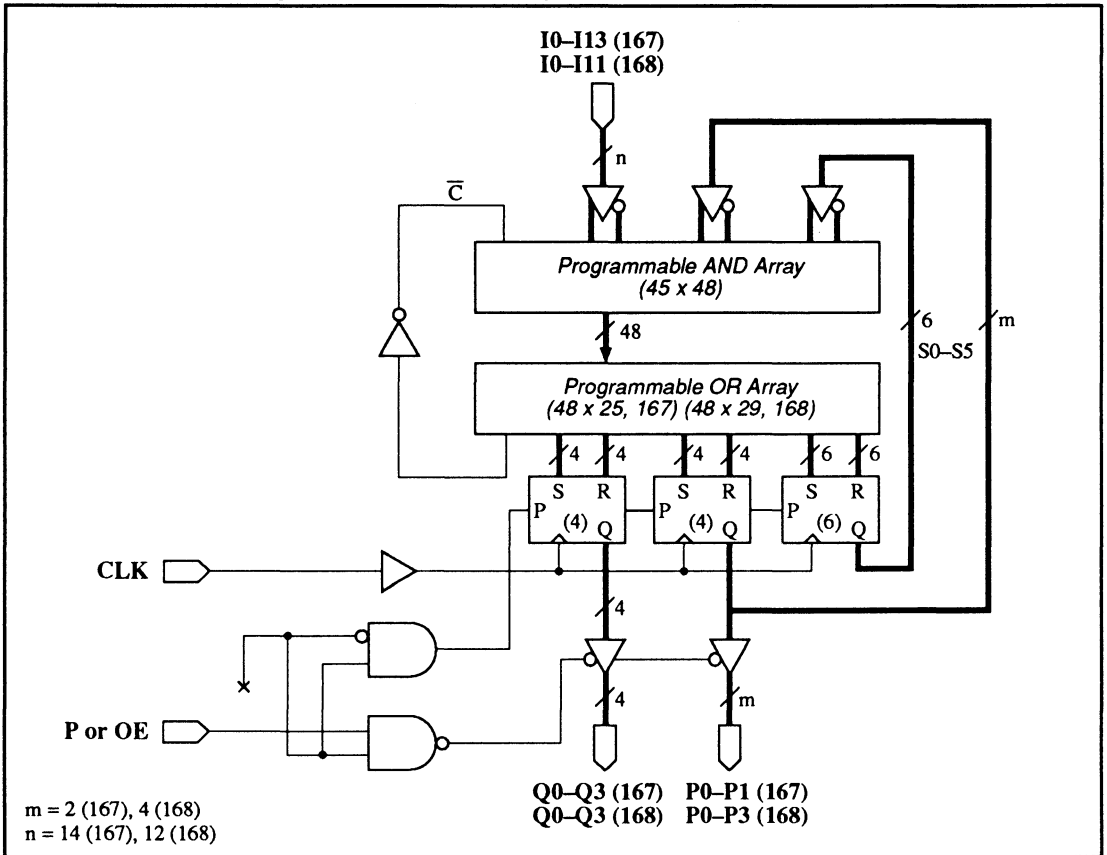 I0–I13 (167)
I0–I11 (168)
n
C̅
Programmable AND Array
(45 x 48)
48
6
m
S0–S5
Programmable OR Array
(48 x 25, 167) (48 x 29, 168)
4 4 4 4 6 6
S R S R S R
P (4) Q P (4) Q P (6) Q
CLK
4
P or OE
4 m
Q0–Q3 (167) P0–P1 (167)
Q0–Q3 (168) P0–P3 (168)
m = 2 (167), 4 (168)
n = 14 (167), 12 (168)